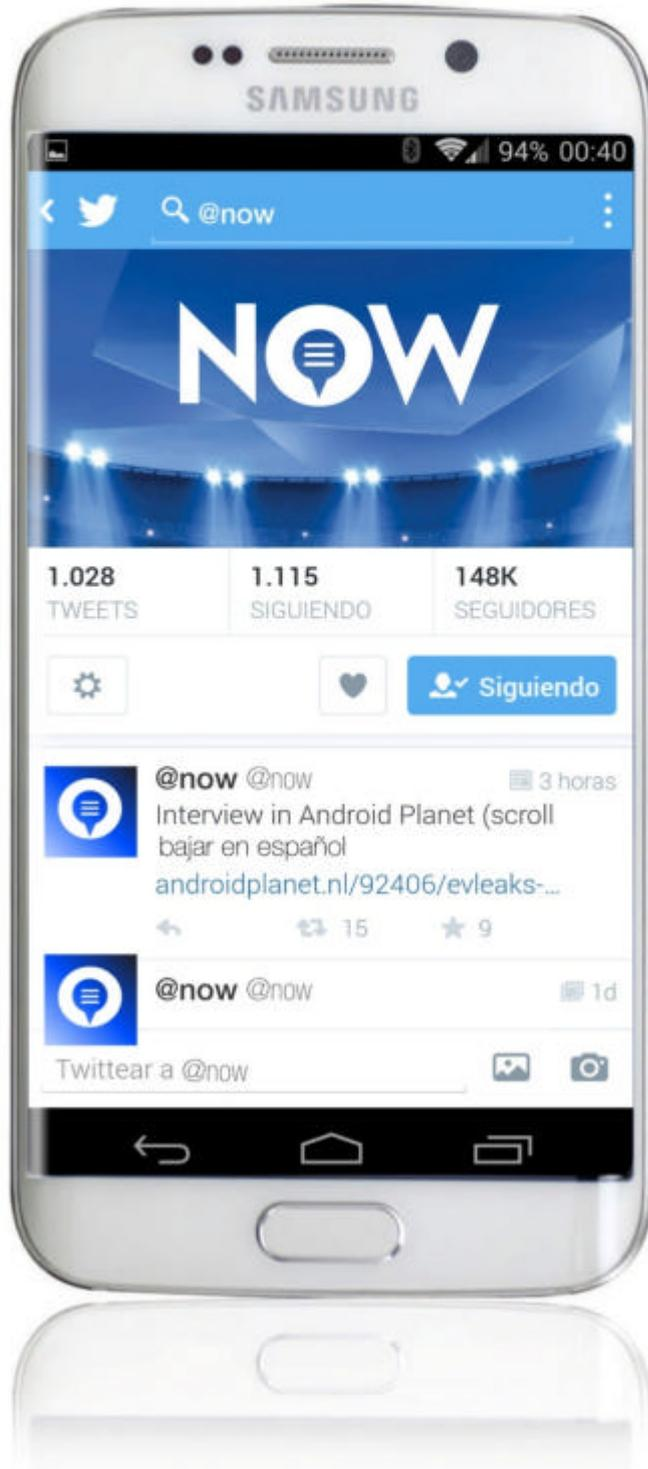 SAMSUNG
94% 00:40
@now
NOW
1.028 1.115 148K
TWEETS SIGUIENDO SEGUIDORES
Siguiendo
@now @now 3 horas
Interview in Android Planet (scroll
bajar en español
androidplanet.nl/92406/evleaks-...
15 9
@now @now 1d
Twittear a @now